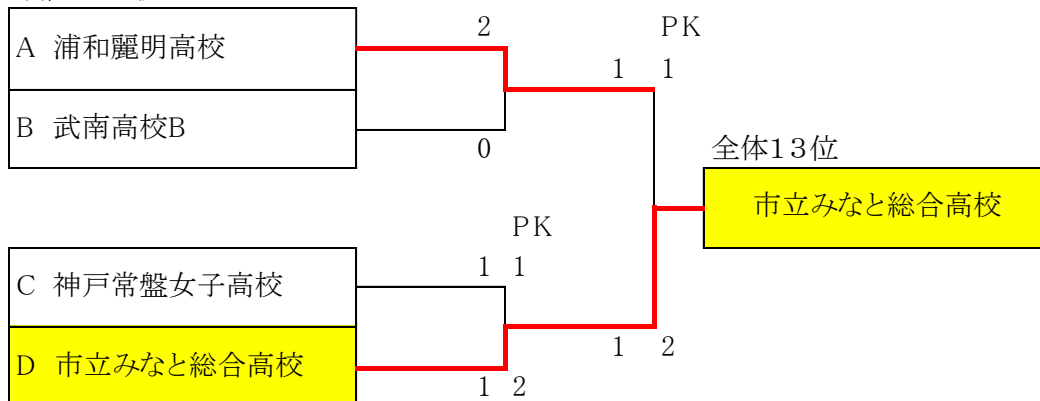 2
PK
A 浦和麗明高校
1 1
B 武南高校B
0
全体13位
市立みなと総合高校
PK
1 1
C 神戸常盤女子高校
D 市立みなと総合高校
1 2
1 2